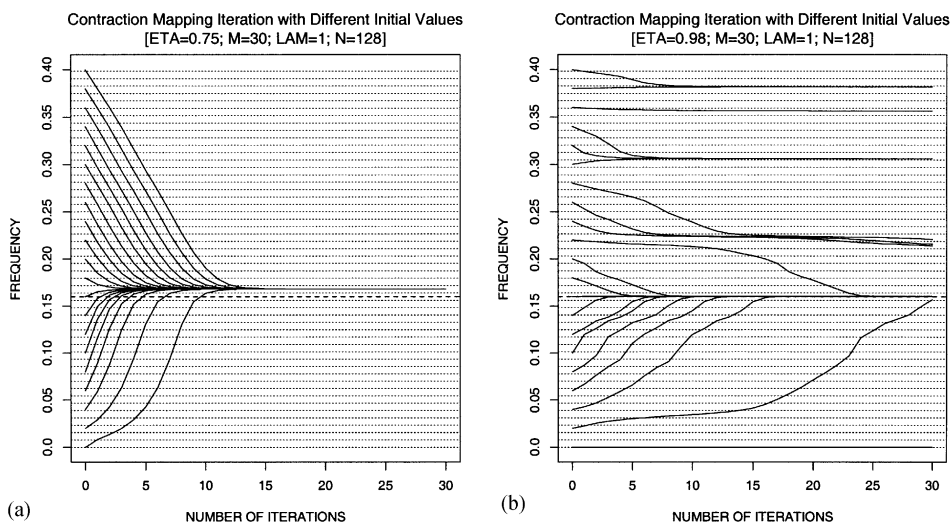 Contraction Mapping Iteration with Different Initial Values
[ETA=0.75; M=30; LAM=1; N=128]
FREQUENCY
0.40
0.35
0.30
0.25
0.20
0.15
0.10
0.05
0.0
0 5 10 15 20 25 30
NUMBER OF ITERATIONS
(a)
Contraction Mapping Iteration with Different Initial Values
[ETA=0.98; M=30; LAM=1; N=128]
FREQUENCY
0.40
0.35
0.30
0.25
0.20
0.15
0.10
0.05
0.0
0 5 10 15 20 25 30
NUMBER OF ITERATIONS
(b)